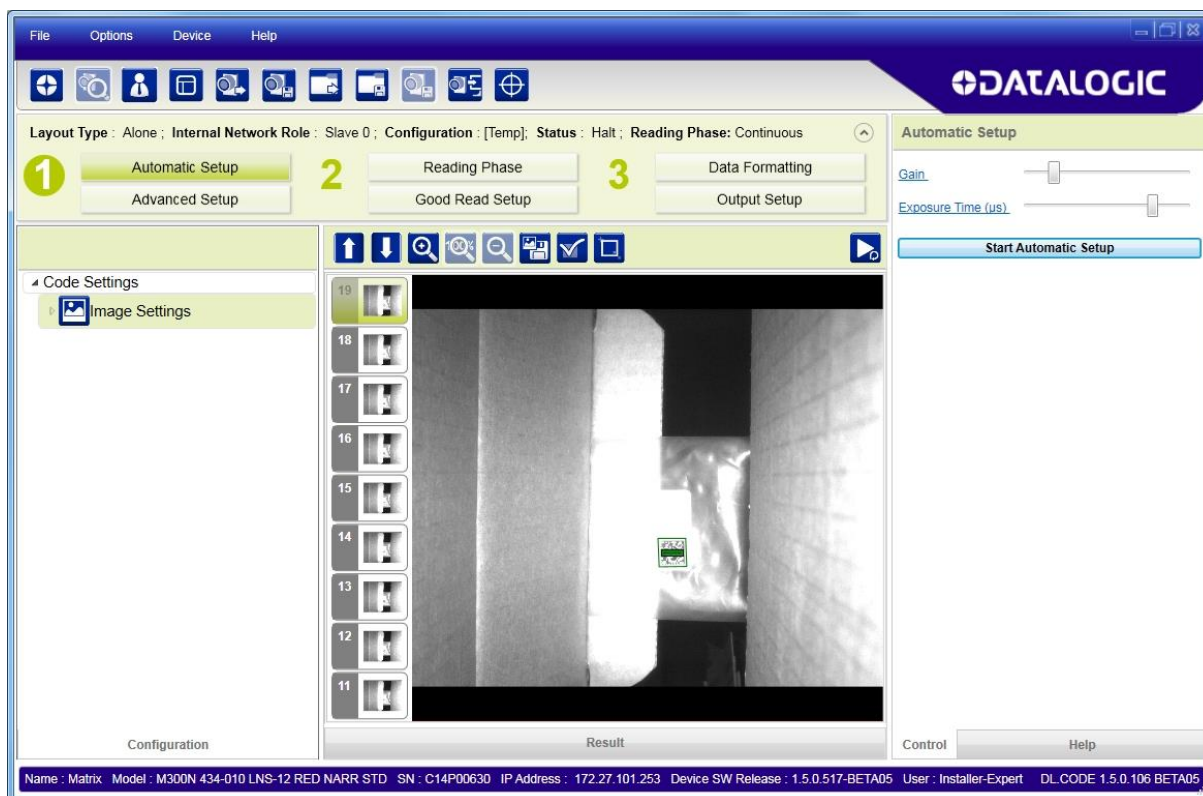 File Options Device Help
DATALOGIC
Layout Type : Alone ; Internal Network Role : Slave 0 ; Configuration : [Temp]; Status : Halt ; Reading Phase: Continuous
1 Automatic Setup 2 Reading Phase 3 Data Formatting
Advanced Setup Good Read Setup Output Setup
Automatic Setup
Gain
Exposure Time (µs)
Start Automatic Setup
Code Settings
Image Settings
100%
19
18
17
16
15
14
13
12
11
Configuration Result Control Help
Name : Matrix Model : M300N 434-010 LNS-12 RED NARR STD SN : C14P00630 IP Address : 172.27.101.253 Device SW Release : 1.5.0.517-BETA05 User : Installer-Expert DL.CODE 1.5.0.106 BETA05